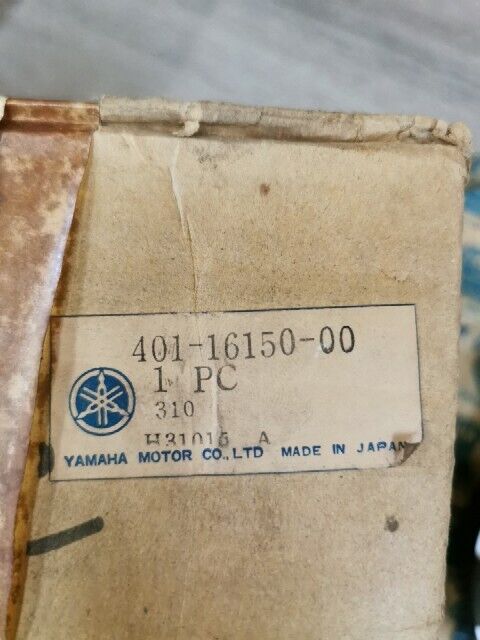 401-16150-00
1 PC
310
H31015 A
YAMAHA MOTOR CO.,LTD MADE IN JAPAN